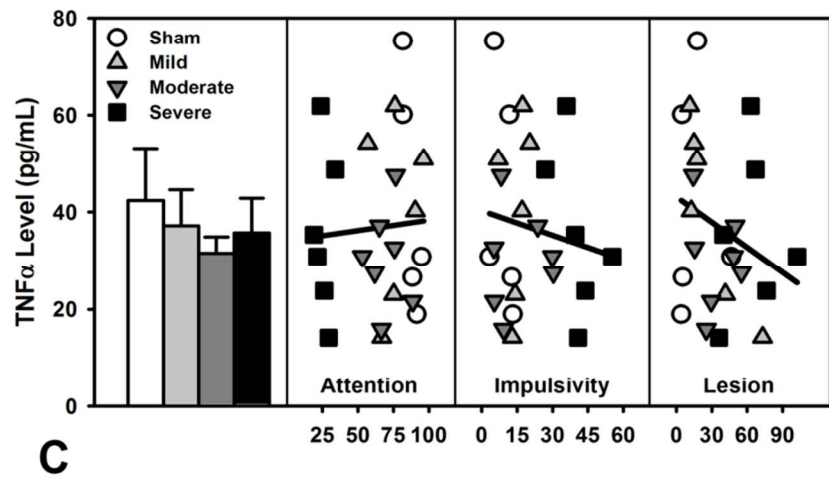 80
60
40
20
0
TNFα Level (pg/mL)
Sham
Mild
Moderate
Severe
Attention
Impulsivity
Lesion
25 50 75 100
0 15 30 45 60
0 30 60 90
C